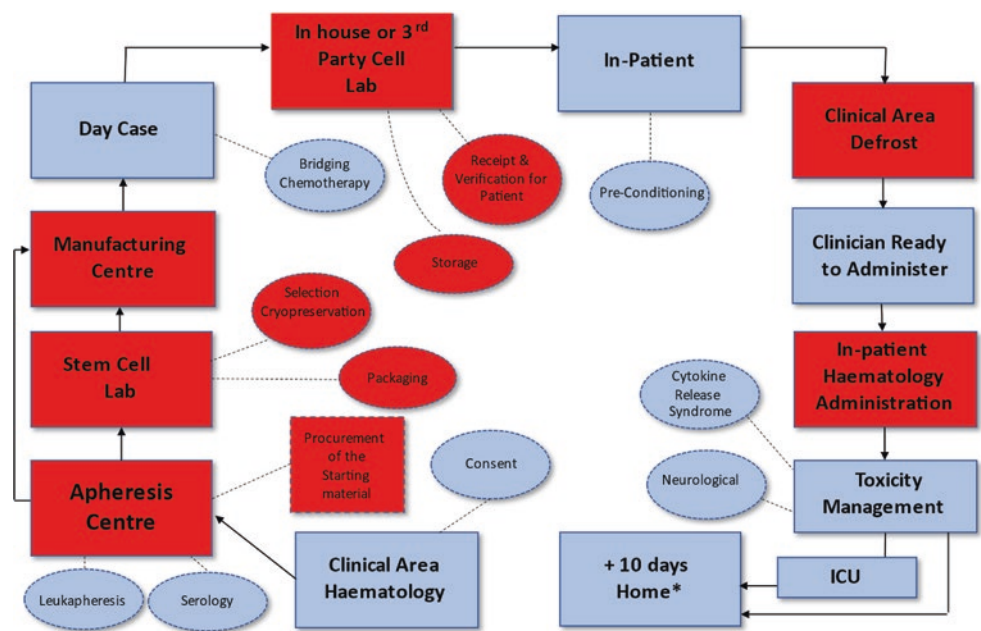 In house or 3rd
Party Cell
Lab
In-Patient
Day Case
Clinical Area
Defrost
Bridging
Chemotherapy
Receipt &
Verification for
Patient
Pre-Conditioning
Manufacturing
Centre
Storage
Clinician Ready
to Administer
Selection
Cryopreservation
Stem Cell
Lab
Packaging
In-patient
Haematology
Administration
Cytokine
Release
Syndrome
Procurement
of the
Starting
material
Consent
Neurological
Toxicity
Management
Apheresis
Centre
Clinical Area
Haematology
+ 10 days
Home*
ICU
Leukapheresis
Serology